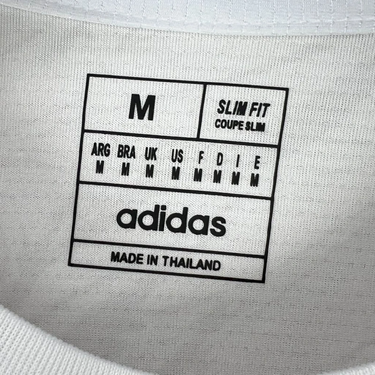 M SLIM FIT
COUPE SLIM
ARG BRA UK US F D I E
M M M M M M M M
adidas
MADE IN THAILAND